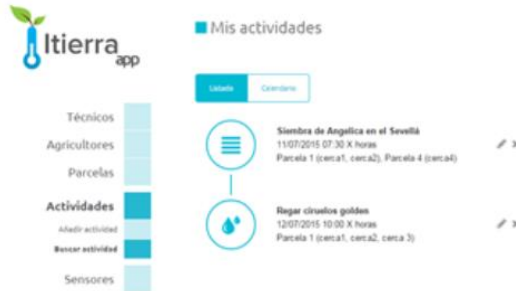 ltierra
app
Mis actividades
Listado
Calendario
Técnicos
Agricultores
Parcelas
Actividades
Añadir actividad
Buscar actividad
Sensores
Siembra de Angelica en el Sevellà
11/07/2015 07:30 X horas
Parcela 1 (cerca1, cerca2), Parcela 4 (cerca4)
Regar ciruelos golden
12/07/2015 10:00 X horas
Parcela 1 (cerca1, cerca2, cerca 3)